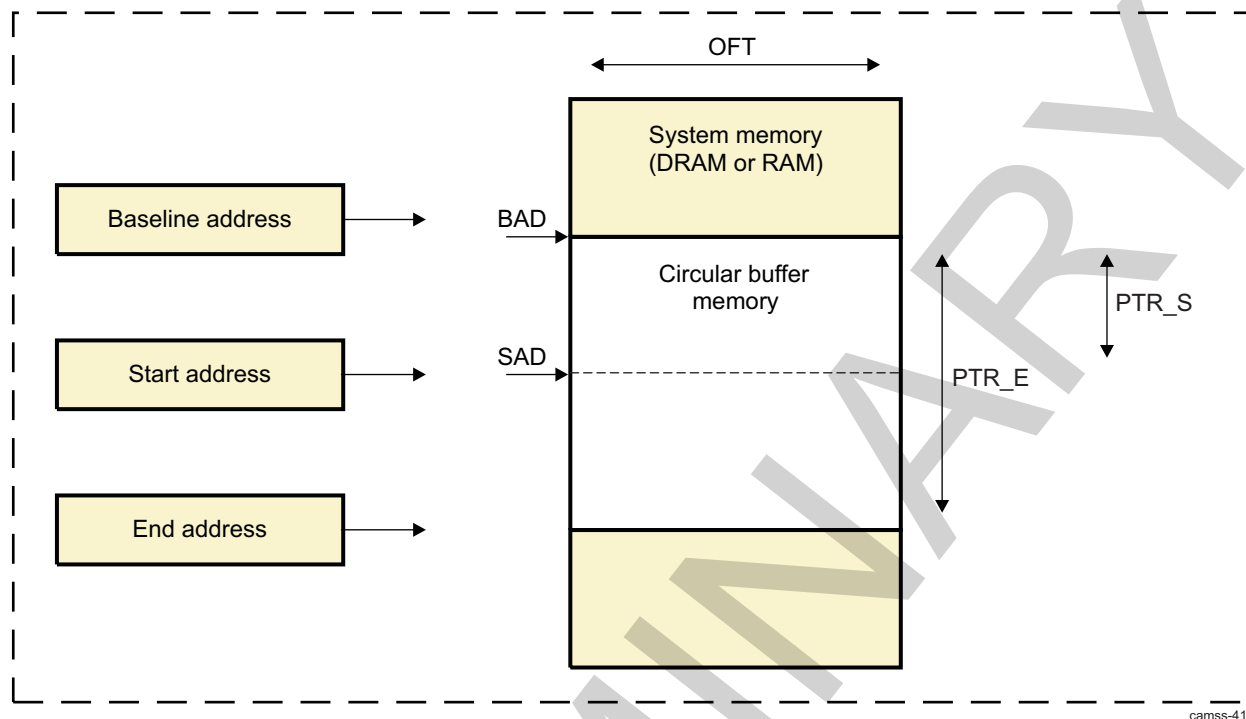 OFT
System memory
(DRAM or RAM)
Baseline address
BAD
Circular buffer
memory
PTR_S
Start address
SAD
PTR_E
End address
MINARY
camss-41